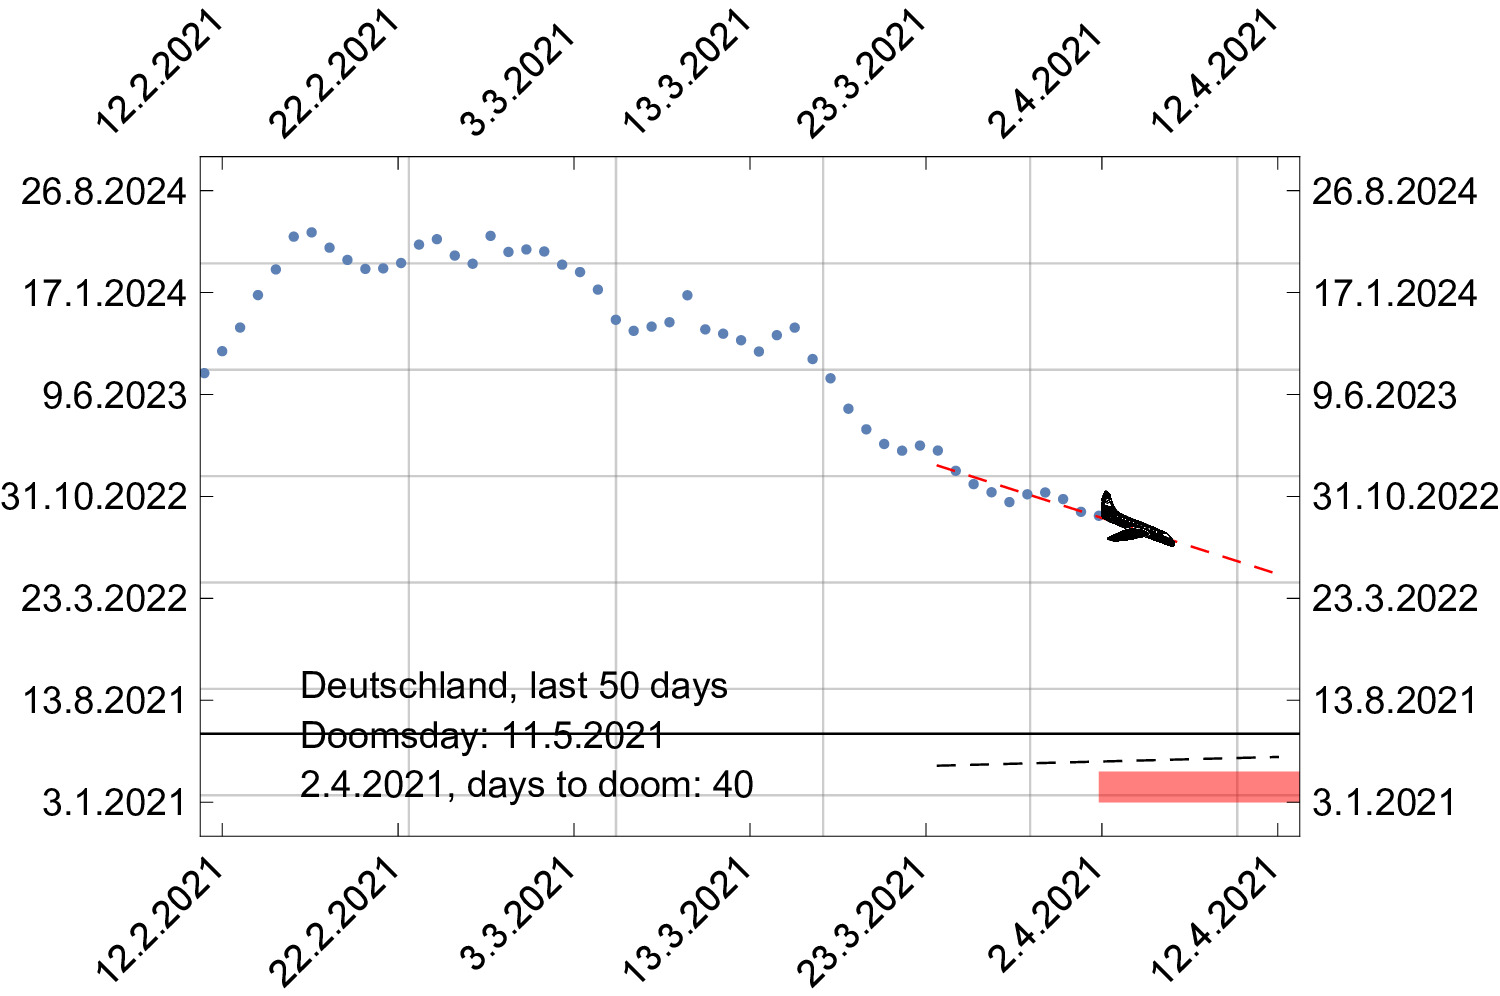 12.2.2021 22.2.2021 3.3.2021 13.3.2021 23.3.2021 2.4.2021 12.4.2021
26.8.2024 26.8.2024
17.1.2024 17.1.2024
9.6.2023 9.6.2023
31.10.2022 31.10.2022
23.3.2022 23.3.2022
Deutschland, last 50 days
13.8.2021 13.8.2021
Doomsday: 11.5.2021
2.4.2021, days to doom: 40
3.1.2021 3.1.2021
12.2.2021 22.2.2021 3.3.2021 13.3.2021 23.3.2021 2.4.2021 12.4.2021